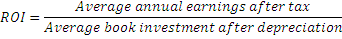 ROI = Average annual earnings after tax / Average book investment after depreciation